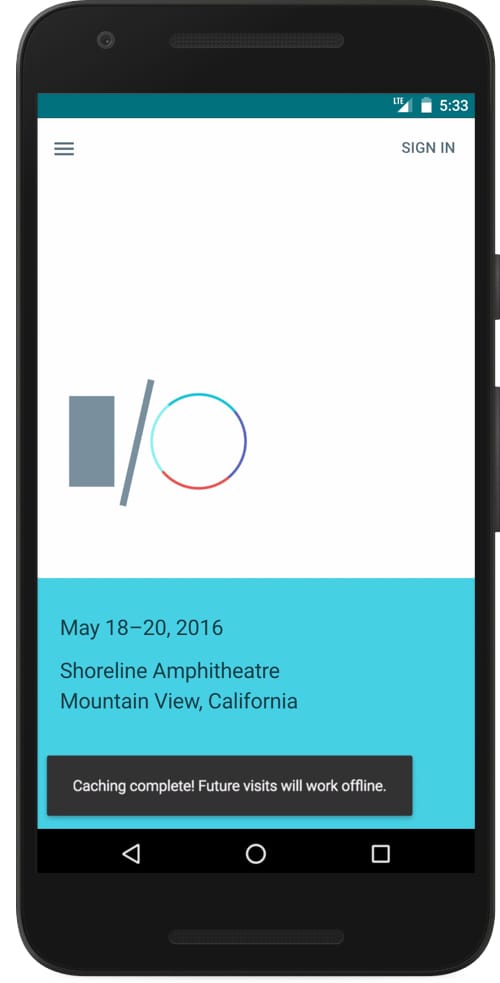 LTE 5:33
SIGN IN
I/O
May 18–20, 2016
Shoreline Amphitheatre
Mountain View, California
Caching complete! Future visits will work offline.